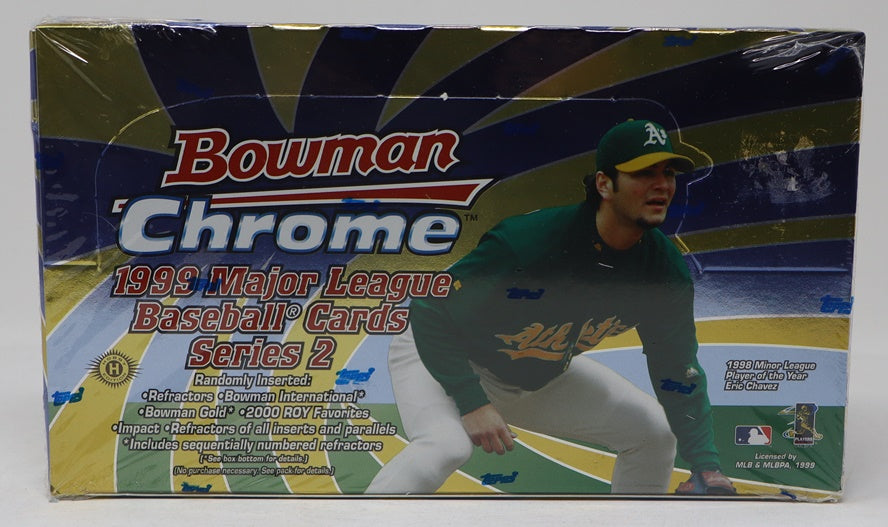 Bowman
Chrome™
1999 Major League
Baseball® Cards
Series 2
Randomly Inserted:
•Refractors •Bowman International*
•Bowman Gold* •2000 ROY Favorites
•Impact •Refractors of all inserts and parallels
*Includes sequentially numbered refractors
(*See box bottom for details.)
(No purchase necessary. See pack for details.)
A's
Athletics
1998 Minor League
Player of the Year
Eric Chavez
PLAYERS
Licensed by
MLB & MLBPA, 1999
Topps
H